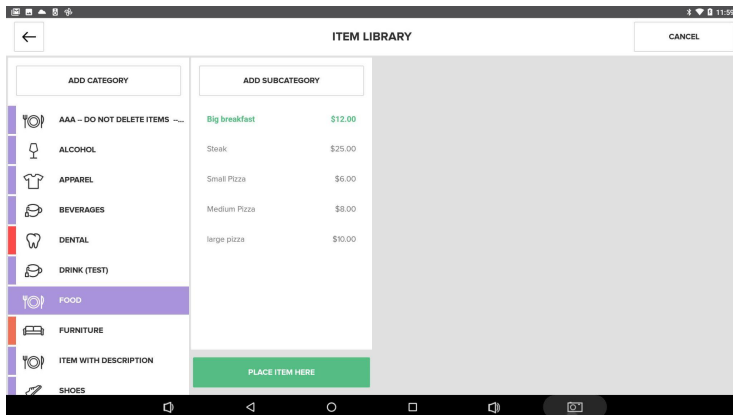 11:59
ITEM LIBRARY
CANCEL
ADD CATEGORY
ADD SUBCATEGORY
AAA – DO NOT DELETE ITEMS –...
Big breakfast $12.00
ALCOHOL
Steak $25.00
APPAREL
Small Pizza $6.00
BEVERAGES
Medium Pizza $8.00
DENTAL
large pizza $10.00
DRINK (TEST)
FOOD
FURNITURE
ITEM WITH DESCRIPTION
PLACE ITEM HERE
SHOES